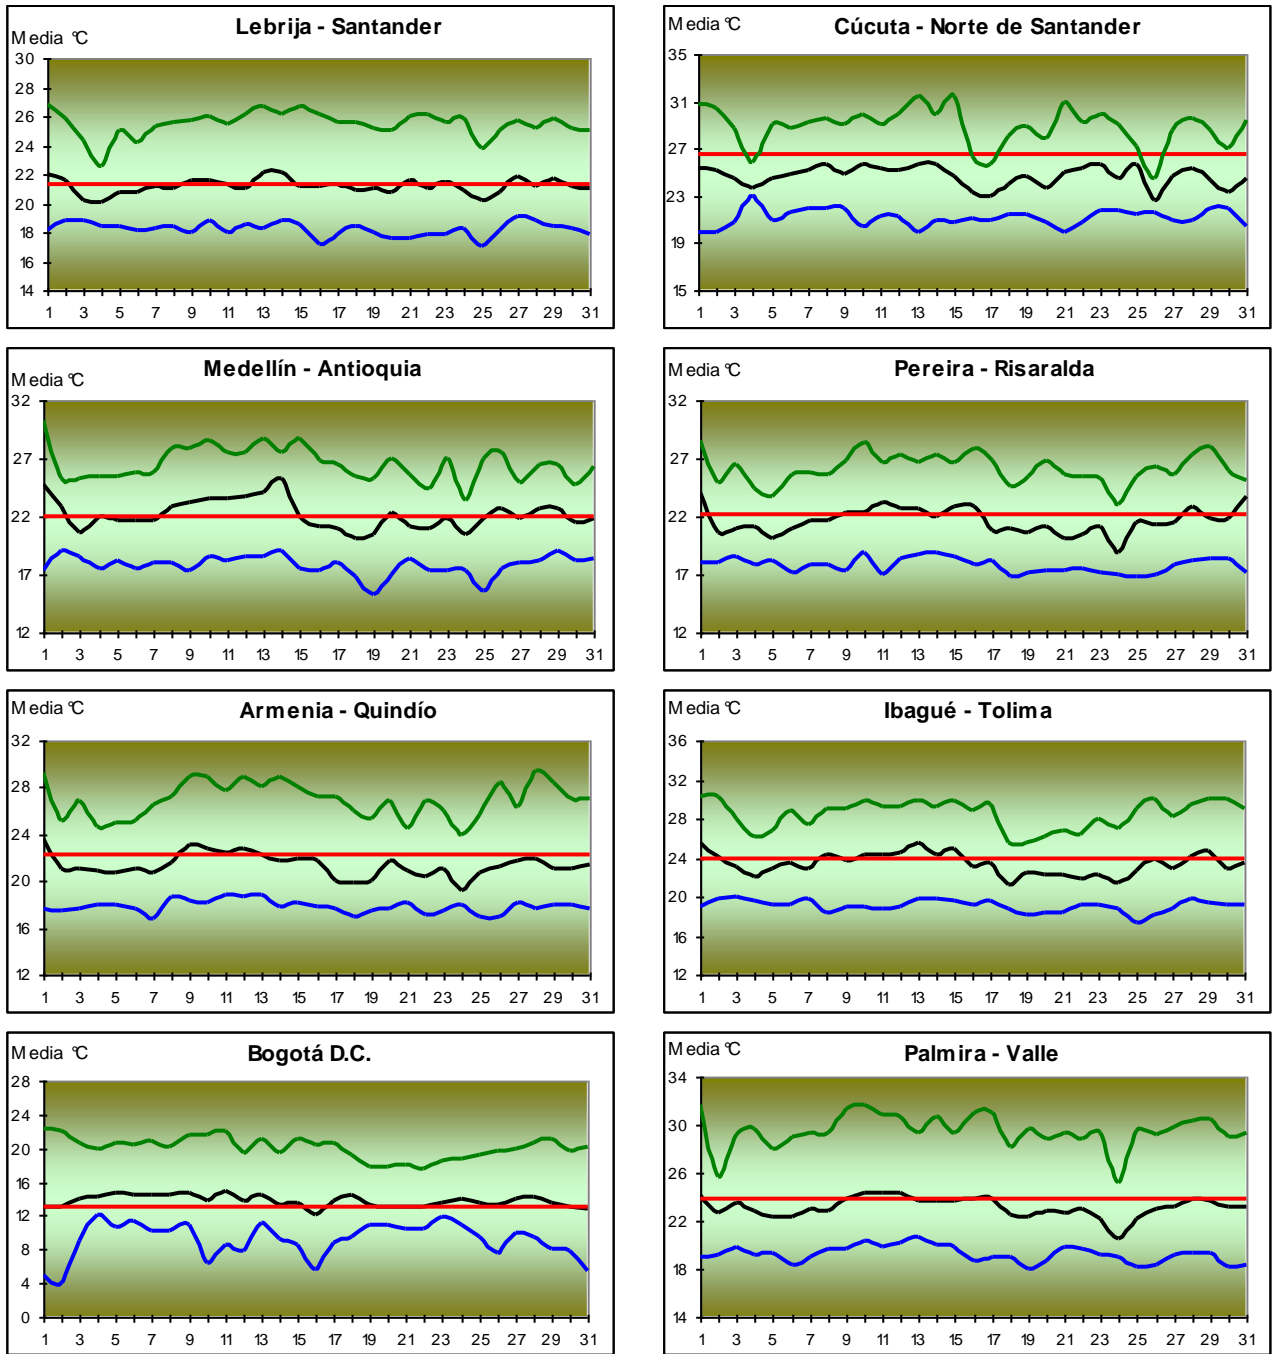 Lebrija - Santander
Media °C
30
28
26
24
22
20
18
16
14
1 3 5 7 9 11 13 15 17 19 21 23 25 27 29 31
Cúcuta - Norte de Santander
Media °C
35
31
27
23
19
15
1 3 5 7 9 11 13 15 17 19 21 23 25 27 29 31
Medellín - Antioquia
Media °C
32
27
22
17
12
1 3 5 7 9 11 13 15 17 19 21 23 25 27 29 31
Pereira - Risaralda
Media °C
32
27
22
17
12
1 3 5 7 9 11 13 15 17 19 21 23 25 27 29 31
Armenia - Quindío
Media °C
32
28
24
20
16
12
1 3 5 7 9 11 13 15 17 19 21 23 25 27 29 31
Ibagué - Tolima
Media °C
36
32
28
24
20
16
12
1 3 5 7 9 11 13 15 17 19 21 23 25 27 29 31
Bogotá D.C.
Media °C
28
24
20
16
12
8
4
0
1 3 5 7 9 11 13 15 17 19 21 23 25 27 29 31
Palmira - Valle
Media °C
34
30
26
22
18
14
1 3 5 7 9 11 13 15 17 19 21 23 25 27 29 31